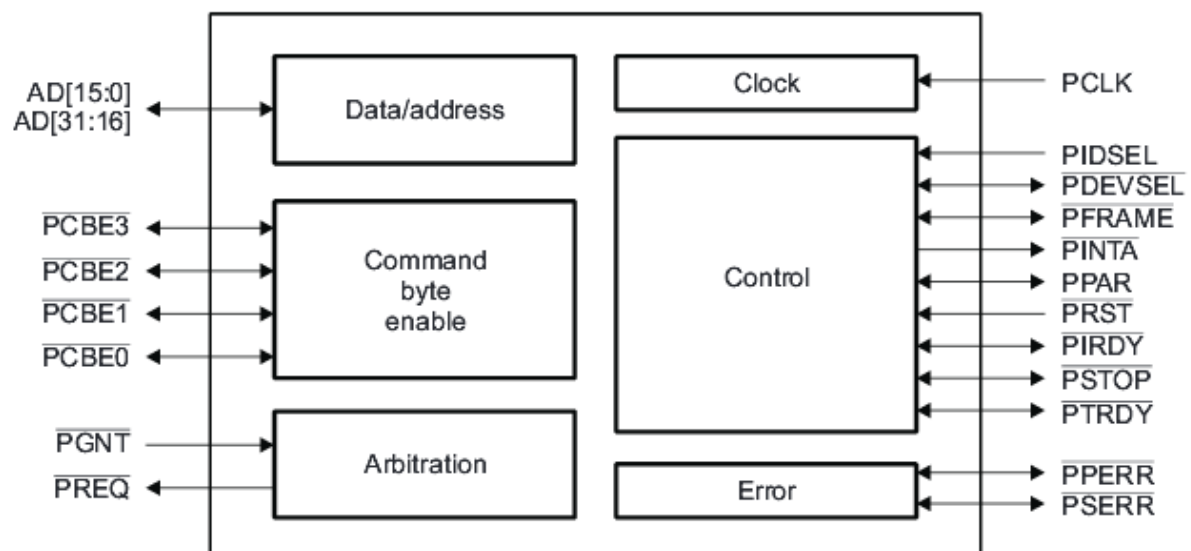 AD[15:0]
AD[31:16]
Data/address
Clock
PCLK
PCBE3
PCBE2
PCBE1
PCBE0
Command
byte
enable
Control
PIDSEL
PDEVSEL
PFRAME
PINTA
PPAR
PRST
PIRDY
PSTOP
PTRDY
PGNT
PREQ
Arbitration
Error
PPERR
PSERR